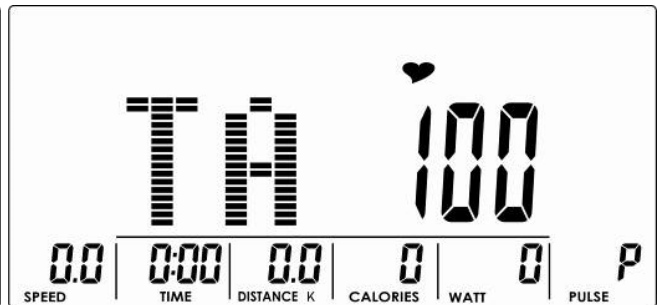 TA 100
0.0 0:00 0.0 0 0 P
SPEED TIME DISTANCE K CALORIES WATT PULSE